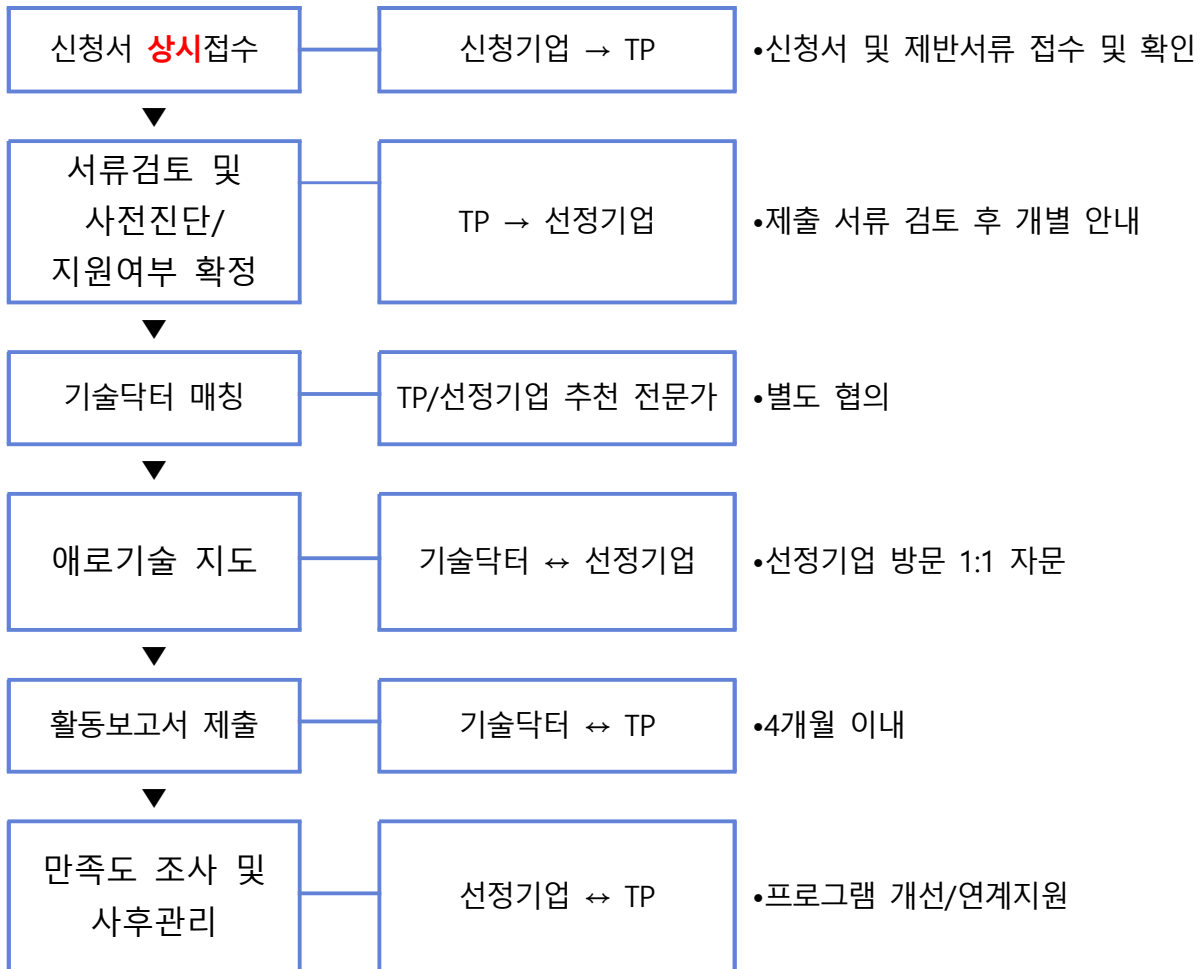 신청서 상시접수
신청기업 → TP
•신청서 및 제반서류 접수 및 확인
▼
서류검토 및
사전진단/
지원여부 확정
TP → 선정기업
•제출 서류 검토 후 개별 안내
▼
기술닥터 매칭
TP/선정기업 추천 전문가
•별도 협의
▼
애로기술 지도
기술닥터 ↔ 선정기업
•선정기업 방문 1:1 자문
▼
활동보고서 제출
기술닥터 ↔ TP
•4개월 이내
▼
만족도 조사 및
사후관리
선정기업 ↔ TP
•프로그램 개선/연계지원